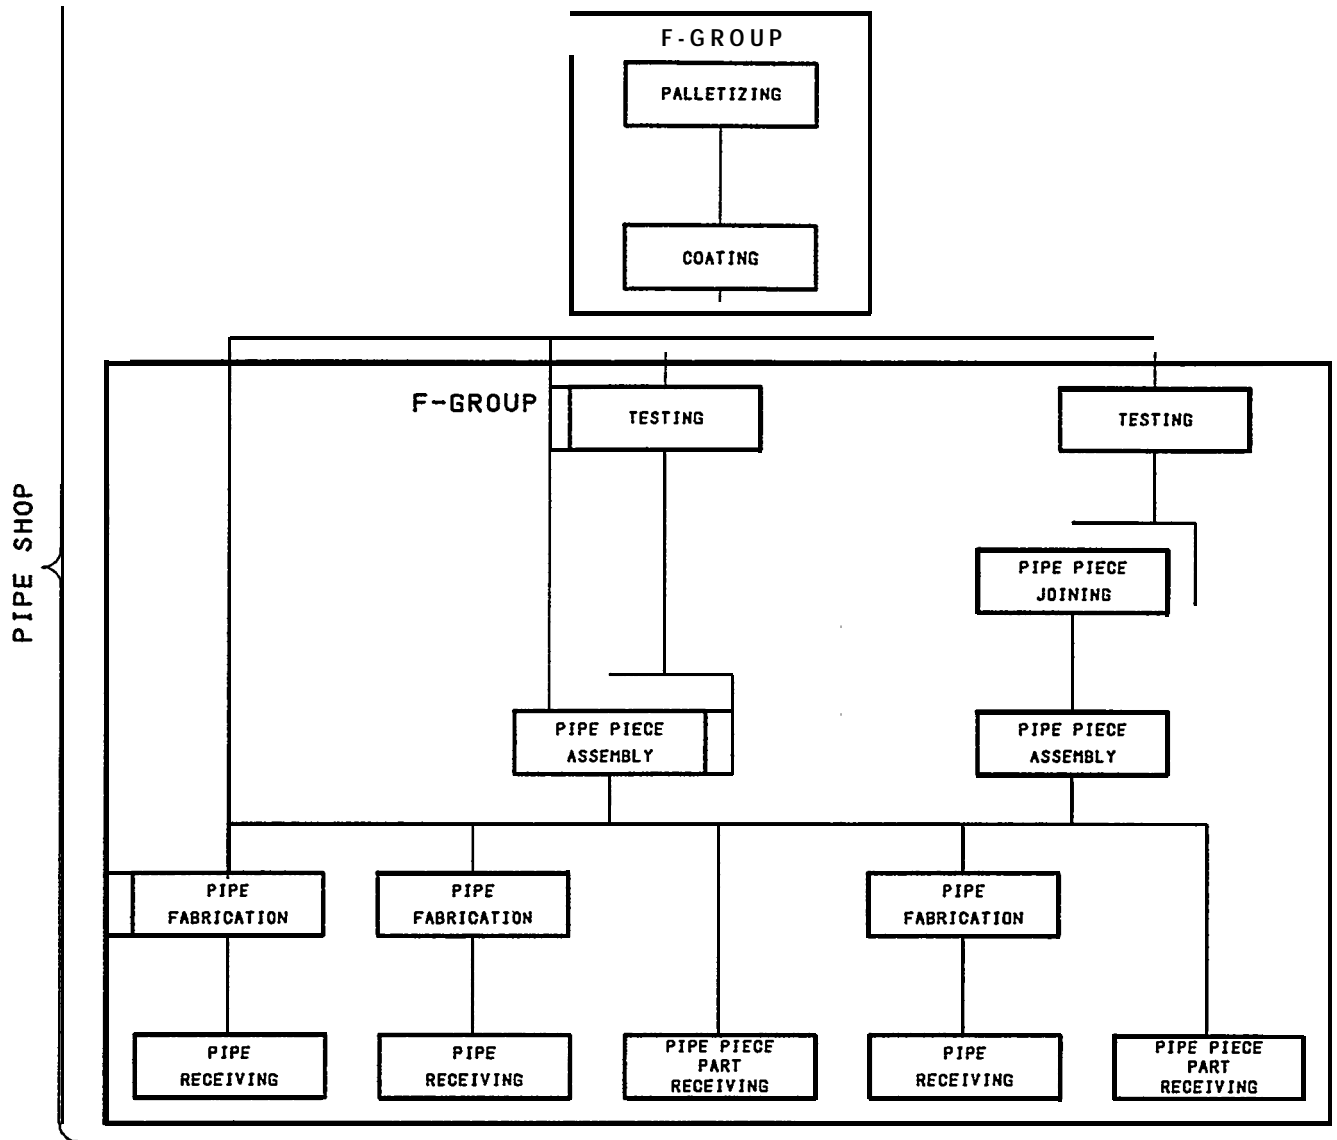 F-GROUP
PALLETIZING
COATING
F-GROUP
TESTING
TESTING
PIPE SHOP
PIPE PIECE
JOINING
PIPE PIECE
ASSEMBLY
PIPE PIECE
ASSEMBLY
PIPE
FABRICATION
PIPE
FABRICATION
PIPE
FABRICATION
PIPE
RECEIVING
PIPE
RECEIVING
PIPE PIECE
PART
RECEIVING
PIPE
RECEIVING
PIPE PIECE
PART
RECEIVING